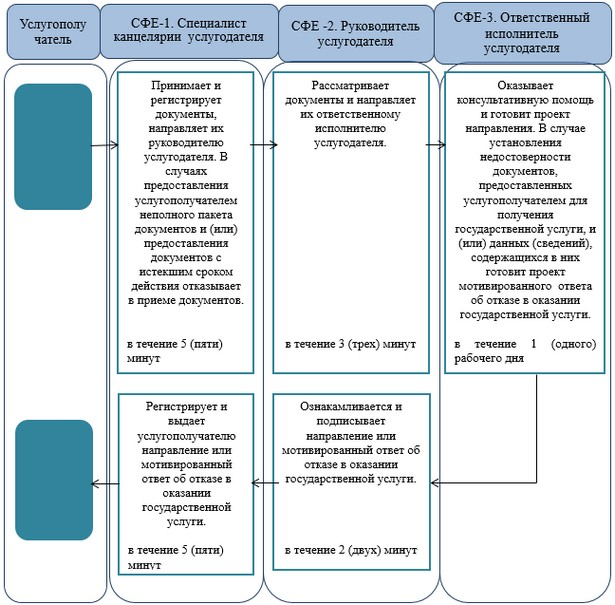 Услугополу
чатель
СФЕ-1. Специалист
канцелярии услугодателя
СФЕ -2. Руководитель
услугодателя
СФЕ-3. Ответственный
исполнитель
услугодателя
Принимает и
регистрирует
документы,
направляет их
руководителю
услугодателя. В
случаях
предоставления
услугополучателем
неполного пакета
документов и (или)
предоставления
документов с
истекшим сроком
действия отказывает
в приеме документов.
в течение 5 (пяти)
минут
Рассматривает
документы и направляет
их ответственному
исполнителю
услугодателя.
в течение 3 (трех) минут
Оказывает
консультативную помощь
и готовит проект
направления. В случае
установления
недостоверности
документов,
предоставленных
услугополучателем для
получения
государственной услуги, и
(или) данных (сведений),
содержащихся в них
готовит проект
мотивированного ответа
об отказе в оказании
государственной услуги.
в течение 1 (одного)
рабочего дня
Регистрирует и
выдает
услугополучателю
направление или
мотивированный
ответ об отказе в
оказании
государственной
услуги.
в течение 5 (пяти)
минут
Ознакамливается и
подписывает
направление или
мотивированный ответ об
отказе в оказании
государственной услуги.
в течение 2 (двух) минут